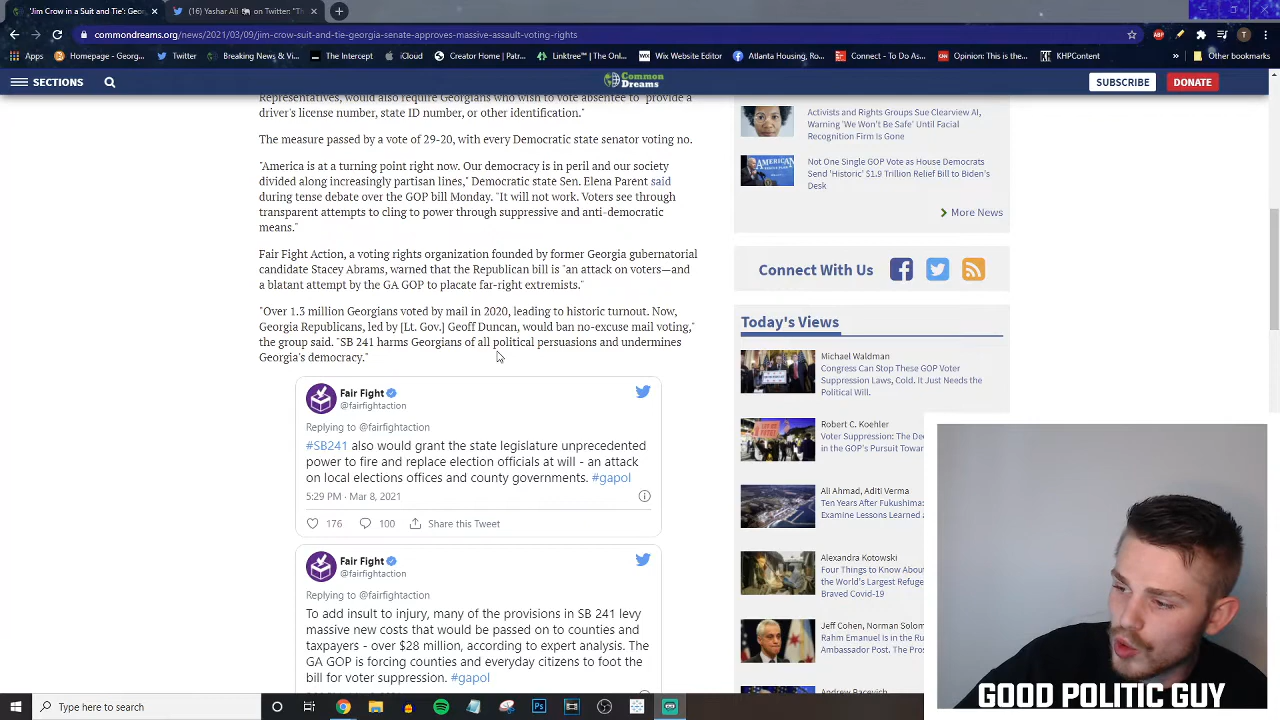 'Jim Crow in a Suit and Tie': Geo
(16) Yashar Ali on Twitter: "Th
commondreams.org/news/2021/03/09/jim-crow-suit-and-tie-georgia-senate-approves-massive-assault-voting-rights
ABP
T
Apps
Homepage - Georg...
Twitter
Breaking News & Vi...
The Intercept
iCloud
Creator Home | Patr...
Linktree™ | The Onl...
WIX
Wix Website Editor
Atlanta Housing, Ro...
Connect - To Do As...
CNN
Opinion: This is the...
KHPContent
»
Other bookmarks
SECTIONS
Common
Dreams
SUBSCRIBE
DONATE
Representatives, would also require Georgians who wish to vote absentee to "provide a
driver's license number, state ID number, or other identification."
The measure passed by a vote of 29-20, with every Democratic state senator voting no.
"America is at a turning point right now. Our democracy is in peril and our society
divided along increasingly partisan lines," Democratic state Sen. Elena Parent said
during tense debate over the GOP bill Monday. "It will not work. Voters see through
transparent attempts to cling to power through suppressive and anti-democratic
means."
Fair Fight Action, a voting rights organization founded by former Georgia gubernatorial
candidate Stacey Abrams, warned that the Republican bill is "an attack on voters—and
a blatant attempt by the GA GOP to placate far-right extremists."
"Over 1.3 million Georgians voted by mail in 2020, leading to historic turnout. Now,
Georgia Republicans, led by [Lt. Gov.] Geoff Duncan, would ban no-excuse mail voting,"
the group said. "SB 241 harms Georgians of all political persuasions and undermines
Georgia's democracy."
Fair Fight
@fairfightaction
Replying to @fairfightaction
#SB241 also would grant the state legislature unprecedented
power to fire and replace election officials at will - an attack
on local elections offices and county governments. #gapol
5:29 PM · Mar 8, 2021
176
100
Share this Tweet
Fair Fight
@fairfightaction
Replying to @fairfightaction
To add insult to injury, many of the provisions in SB 241 levy
massive new costs that would be passed on to counties and
taxpayers - over $28 million, according to expert analysis. The
GA GOP is forcing counties and everyday citizens to foot the
bill for voter suppression. #gapol
Activists and Rights Groups Sue Clearview AI,
Warning 'We Won't Be Safe' Until Facial
Recognition Firm Is Gone
AMERICAN
Not One Single GOP Vote as House Democrats
Send 'Historic' $1.9 Trillion Relief Bill to Biden's
Desk
More News
Connect With Us
Today's Views
Michael Waldman
Congress Can Stop These GOP Voter
Suppression Laws, Cold. It Just Needs the
Political Will.
Robert C. Koehler
Voter Suppression: The De
in the GOP's Pursuit Towar
Ali Ahmad, Aditi Verma
Ten Years After Fukushima:
Examine Lessons Learned a
Alexandra Kotowski
Four Things to Know About
the World's Largest Refuge
Braved Covid-19
Jeff Cohen, Norman Solom
Rahm Emanuel Is in the Ru
Ambassador Post. The Pros
Andrew Bacevich
GOOD POLITIC GUY
Type here to search
Ps